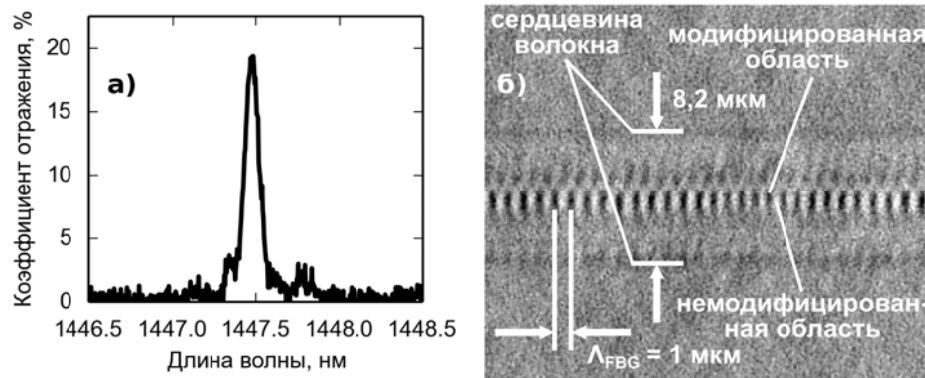 Коэффициент отражения, %
20
15
10
5
0
а)
1446.5 1447.0 1447.5 1448.0 1448.5
Длина волны, нм
б)
сердцевина
волокна
модифицированная
область
8,2 мкм
немодифицирован-
ная область
Λ_FBG = 1 мкм